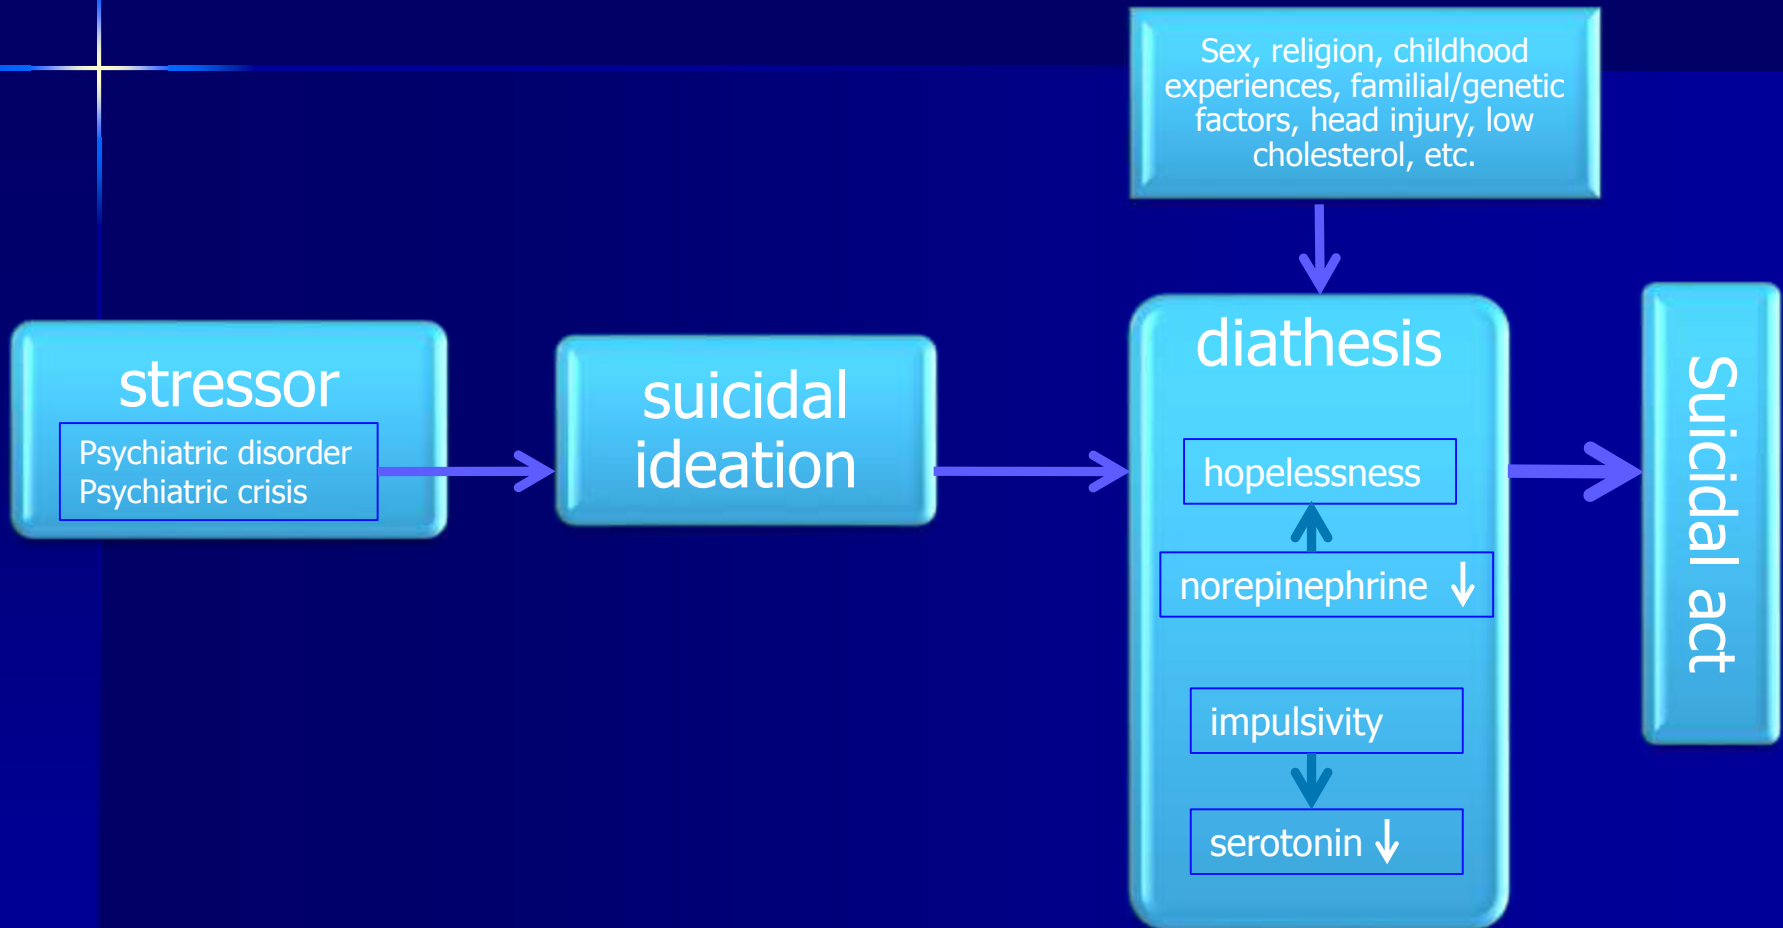 Sex, religion, childhood
experiences, familial/genetic
factors, head injury, low
cholesterol, etc.
stressor
Psychiatric disorder
Psychiatric crisis
suicidal
ideation
diathesis
hopelessness
norepinephrine ↓
impulsivity
serotonin ↓
Suicidal act